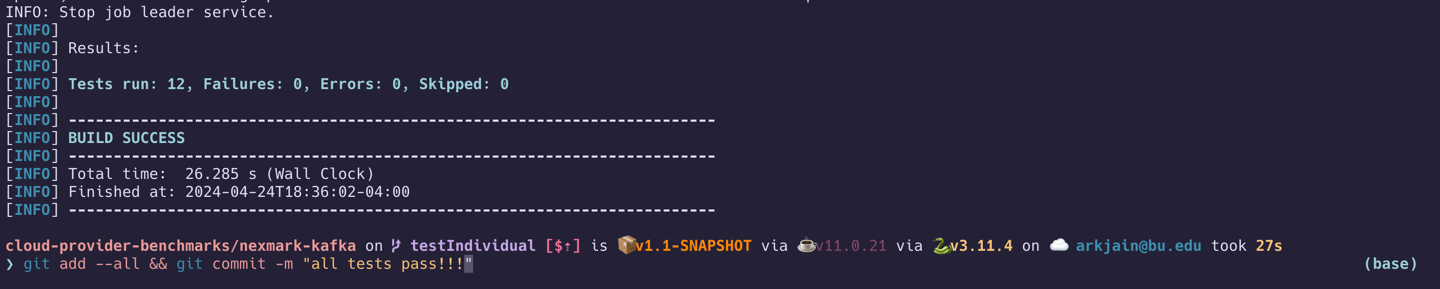 INFO: Stop job leader service.
[INFO]
[INFO] Results:
[INFO]
[INFO] Tests run: 12, Failures: 0, Errors: 0, Skipped: 0
[INFO]
[INFO] ------------------------------------------------------------------------
[INFO] BUILD SUCCESS
[INFO] ------------------------------------------------------------------------
[INFO] Total time:  26.285 s (Wall Clock)
[INFO] Finished at: 2024-04-24T18:36:02-04:00
[INFO] ------------------------------------------------------------------------
cloud-provider-benchmarks/nexmark-kafka on testIndividual [$⇡] is 📦v1.1-SNAPSHOT via ☕v11.0.21 via 🐍v3.11.4 on ☁️ arkjain@bu.edu took 27s
❯ git add --all && git commit -m "all tests pass!!!" (base)